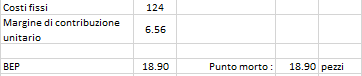 Costi fissi 124
Margine di contribuzione
unitario 6.56
BEP 18.90 Punto morto : 18.90 pezzi